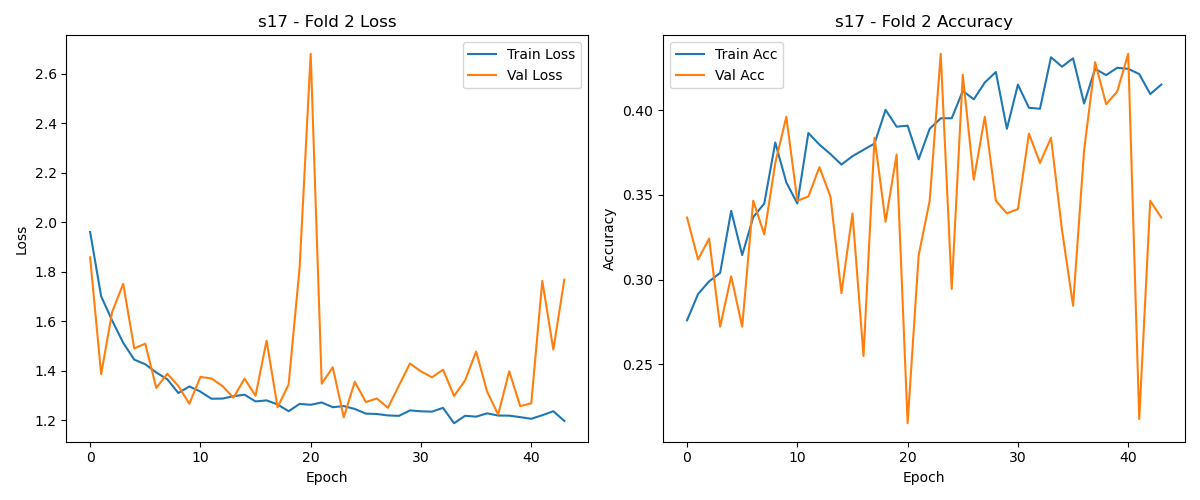 s17 - Fold 2 Loss
Train Loss
Val Loss
2.6
2.4
2.2
2.0
1.8
1.6
1.4
1.2
Loss
0
10
20
30
40
Epoch
s17 - Fold 2 Accuracy
Train Acc
Val Acc
0.40
0.35
0.30
0.25
Accuracy
0
10
20
30
40
Epoch